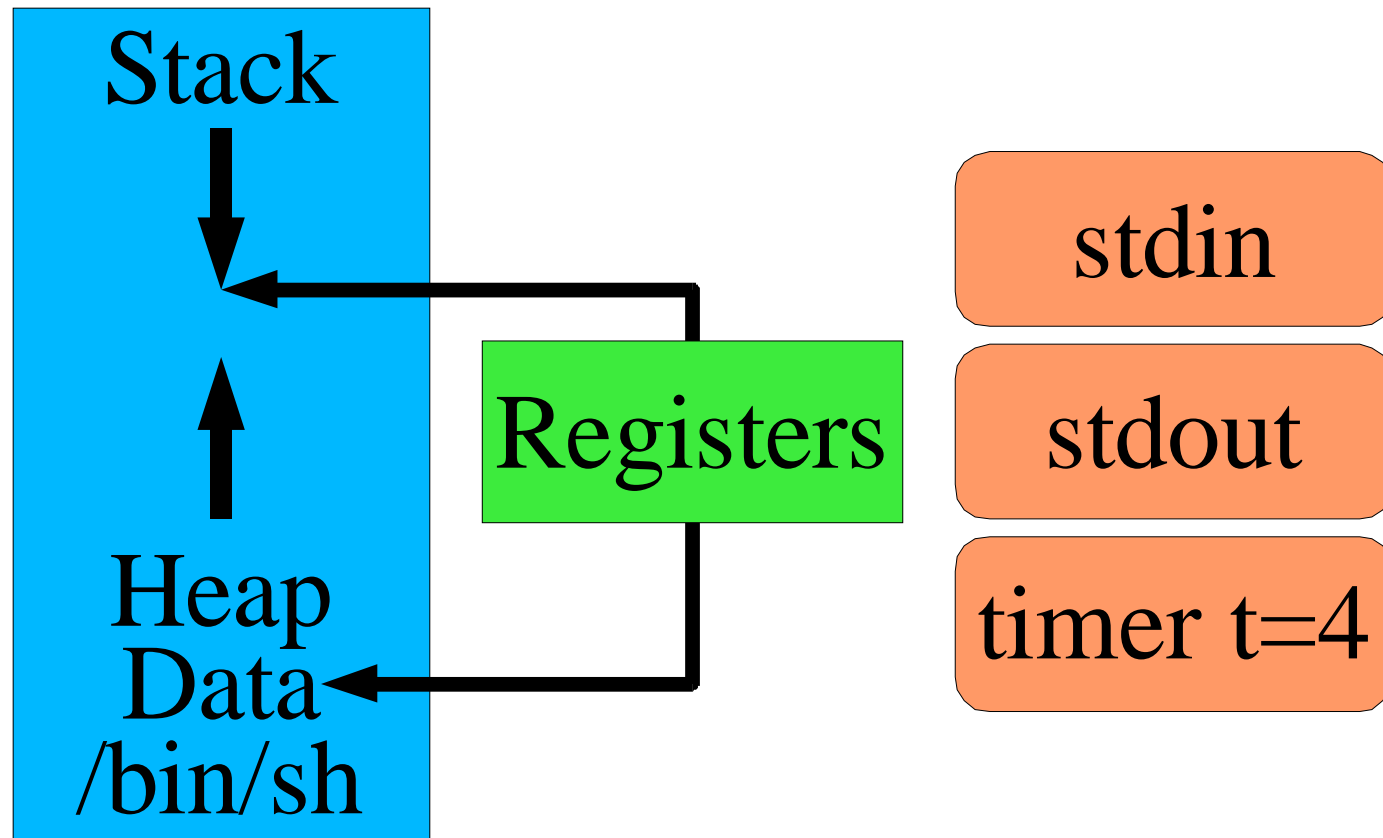 Stack
Heap
Data
/bin/sh
Registers
stdin
stdout
timer t=4